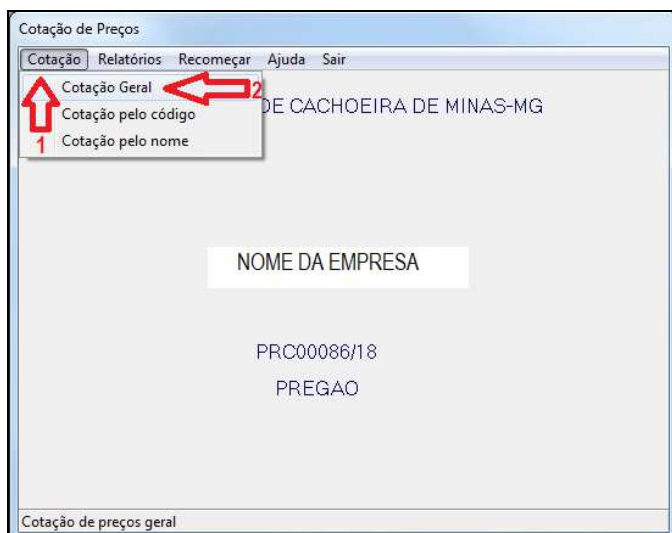 Cotação de Preços
Cotação Relatórios Recomeçar Ajuda Sair
Cotação Geral 2
DE CACHOEIRA DE MINAS-MG
Cotação pelo código
1 Cotação pelo nome
NOME DA EMPRESA
PRC00086/18
PREGAO
Cotação de preços geral